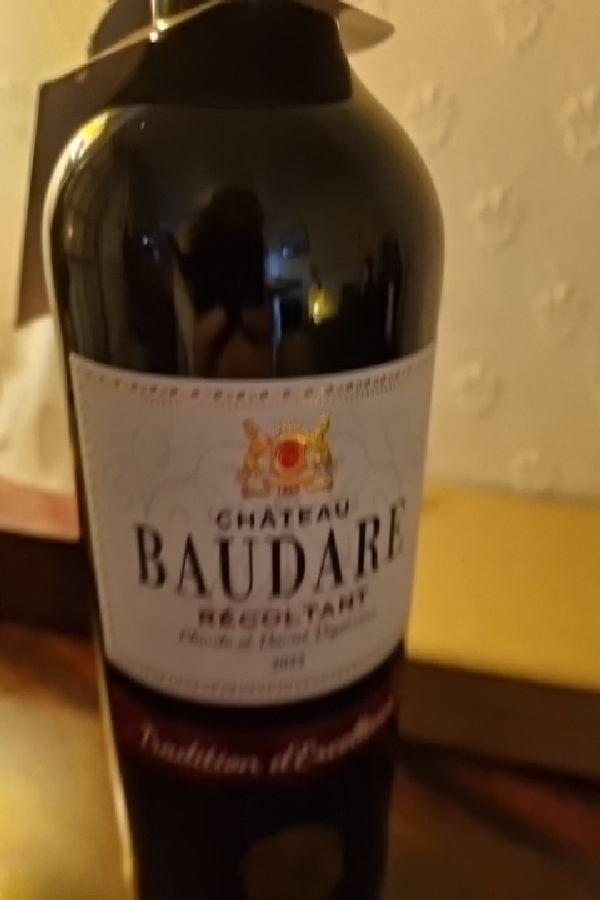 CHÂTEAU
BAUDARE
RÉCOLTANT
Tradition d'Excellence